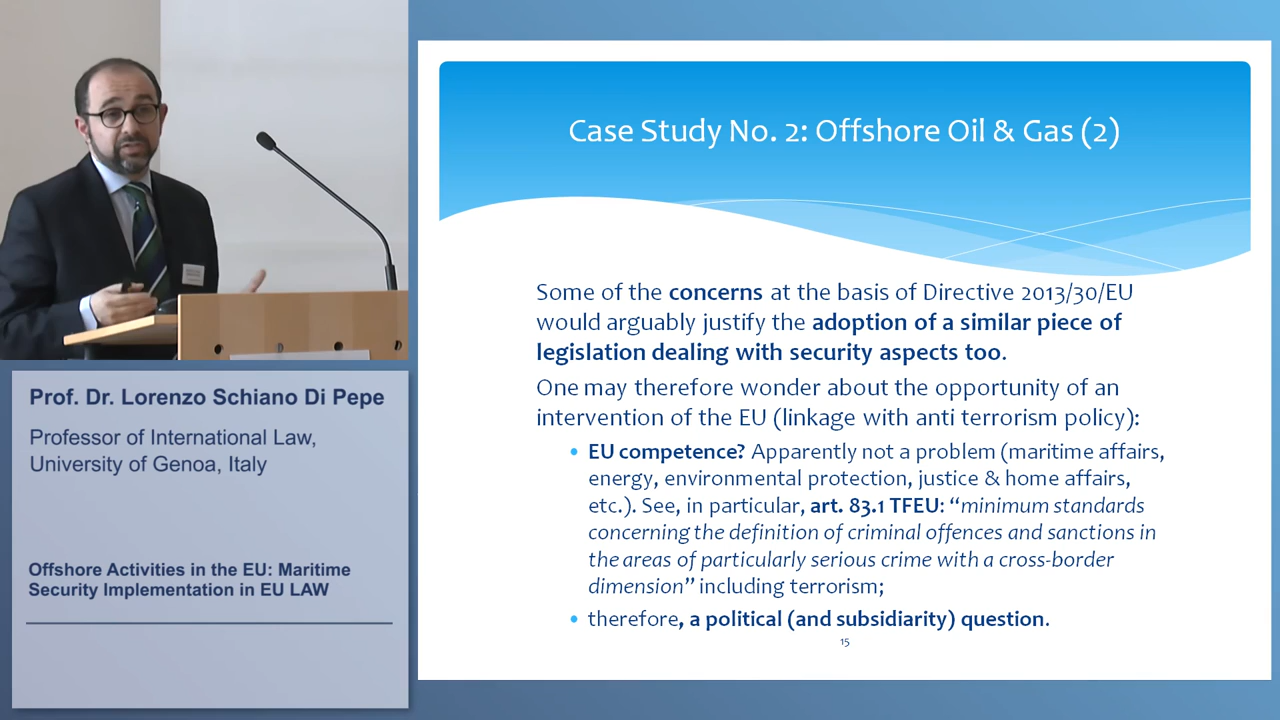 Case Study No. 2: Offshore Oil & Gas (2)
Some of the concerns at the basis of Directive 2013/30/EU
would arguably justify the adoption of a similar piece of
legislation dealing with security aspects too.
One may therefore wonder about the opportunity of an
intervention of the EU (linkage with anti terrorism policy):
• EU competence? Apparently not a problem (maritime affairs,
energy, environmental protection, justice & home affairs,
etc.). See, in particular, art. 83.1 TFEU: “minimum standards
concerning the definition of criminal offences and sanctions in
the areas of particularly serious crime with a cross-border
dimension” including terrorism;
• therefore, a political (and subsidiarity) question.
15
Prof. Dr. Lorenzo Schiano Di Pepe
Professor of International Law,
University of Genoa, Italy
Offshore Activities in the EU: Maritime
Security Implementation in EU LAW